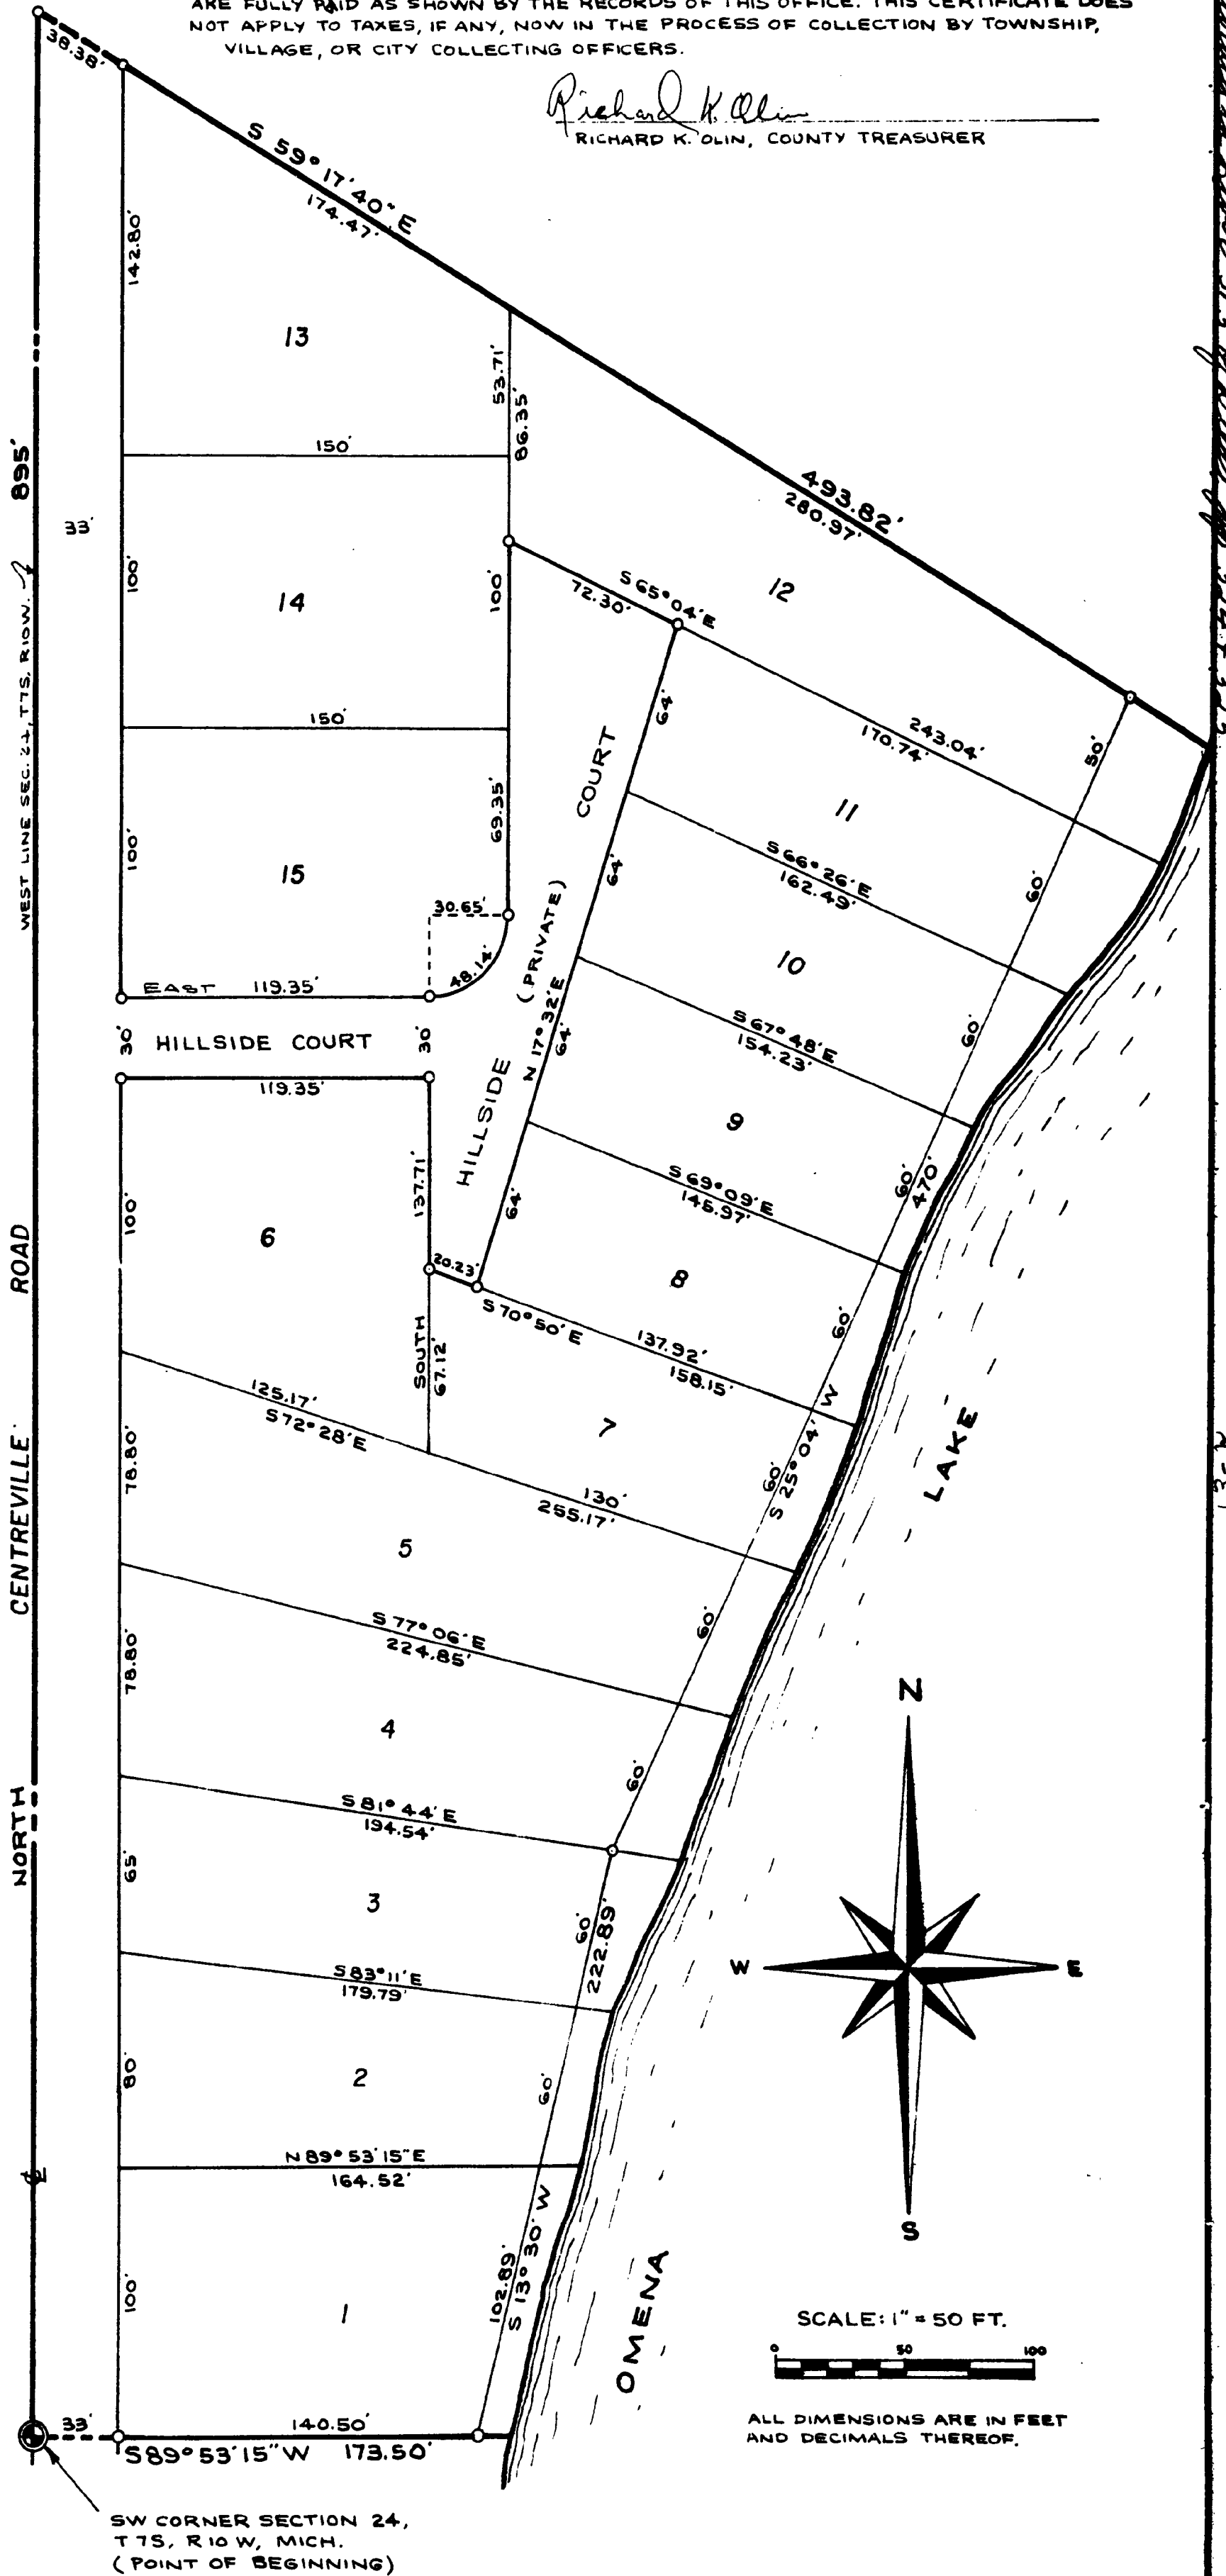 ARE FULLY PAID AS SHOWN BY THE RECORDS OF THIS OFFICE. THIS CERTIFICATE DOES
NOT APPLY TO TAXES, IF ANY, NOW IN THE PROCESS OF COLLECTION BY TOWNSHIP,
VILLAGE, OR CITY COLLECTING OFFICERS.
Richard K. Olin
RICHARD K. OLIN, COUNTY TREASURER
38.38'
S 59° 17' 40" E
174.47'
142.80'
13
53.71'
86.35'
150'
895'
33'
493.82'
280.97'
WEST LINE SEC. 24, T7S, R10W.
100'
14
100'
S 65° 04' E
72.30'
12
150'
64'
COURT
243.04'
170.74'
50'
69.35'
11
100'
15
64'
S 66° 26' E
162.49'
60'
30.65'
48.14'
(PRIVATE)
10
EAST 119.35'
N 17° 32' E
64'
S 67° 48' E
154.23'
60'
30'
HILLSIDE COURT
30'
119.35'
HILLSIDE
9
137.71'
100'
6
64'
S 69° 09' E
145.97'
60'
470'
20.23'
8
S 70° 50' E
137.92'
158.15'
60'
SOUTH
67.12'
125.17'
S 72° 28' E
7
S 25° 04' W
60'
LAKE
ROAD
CENTREVILLE
NORTH
78.80'
130'
255.17'
5
60'
S 77° 06' E
224.85'
78.80'
4
60'
N
S 81° 44' E
194.54'
65'
3
60'
222.89'
W
E
S 83° 11' E
179.79'
80'
2
60'
N 89° 53' 15" E
164.52'
S
100'
1
102.89'
S 13° 30' W
OMENA
SCALE: 1" = 50 FT.
0 50 100
33'
140.50'
S 89° 53' 15" W 173.50'
ALL DIMENSIONS ARE IN FEET
AND DECIMALS THEREOF.
SW CORNER SECTION 24,
T 7S, R 10 W, MICH.
(POINT OF BEGINNING)